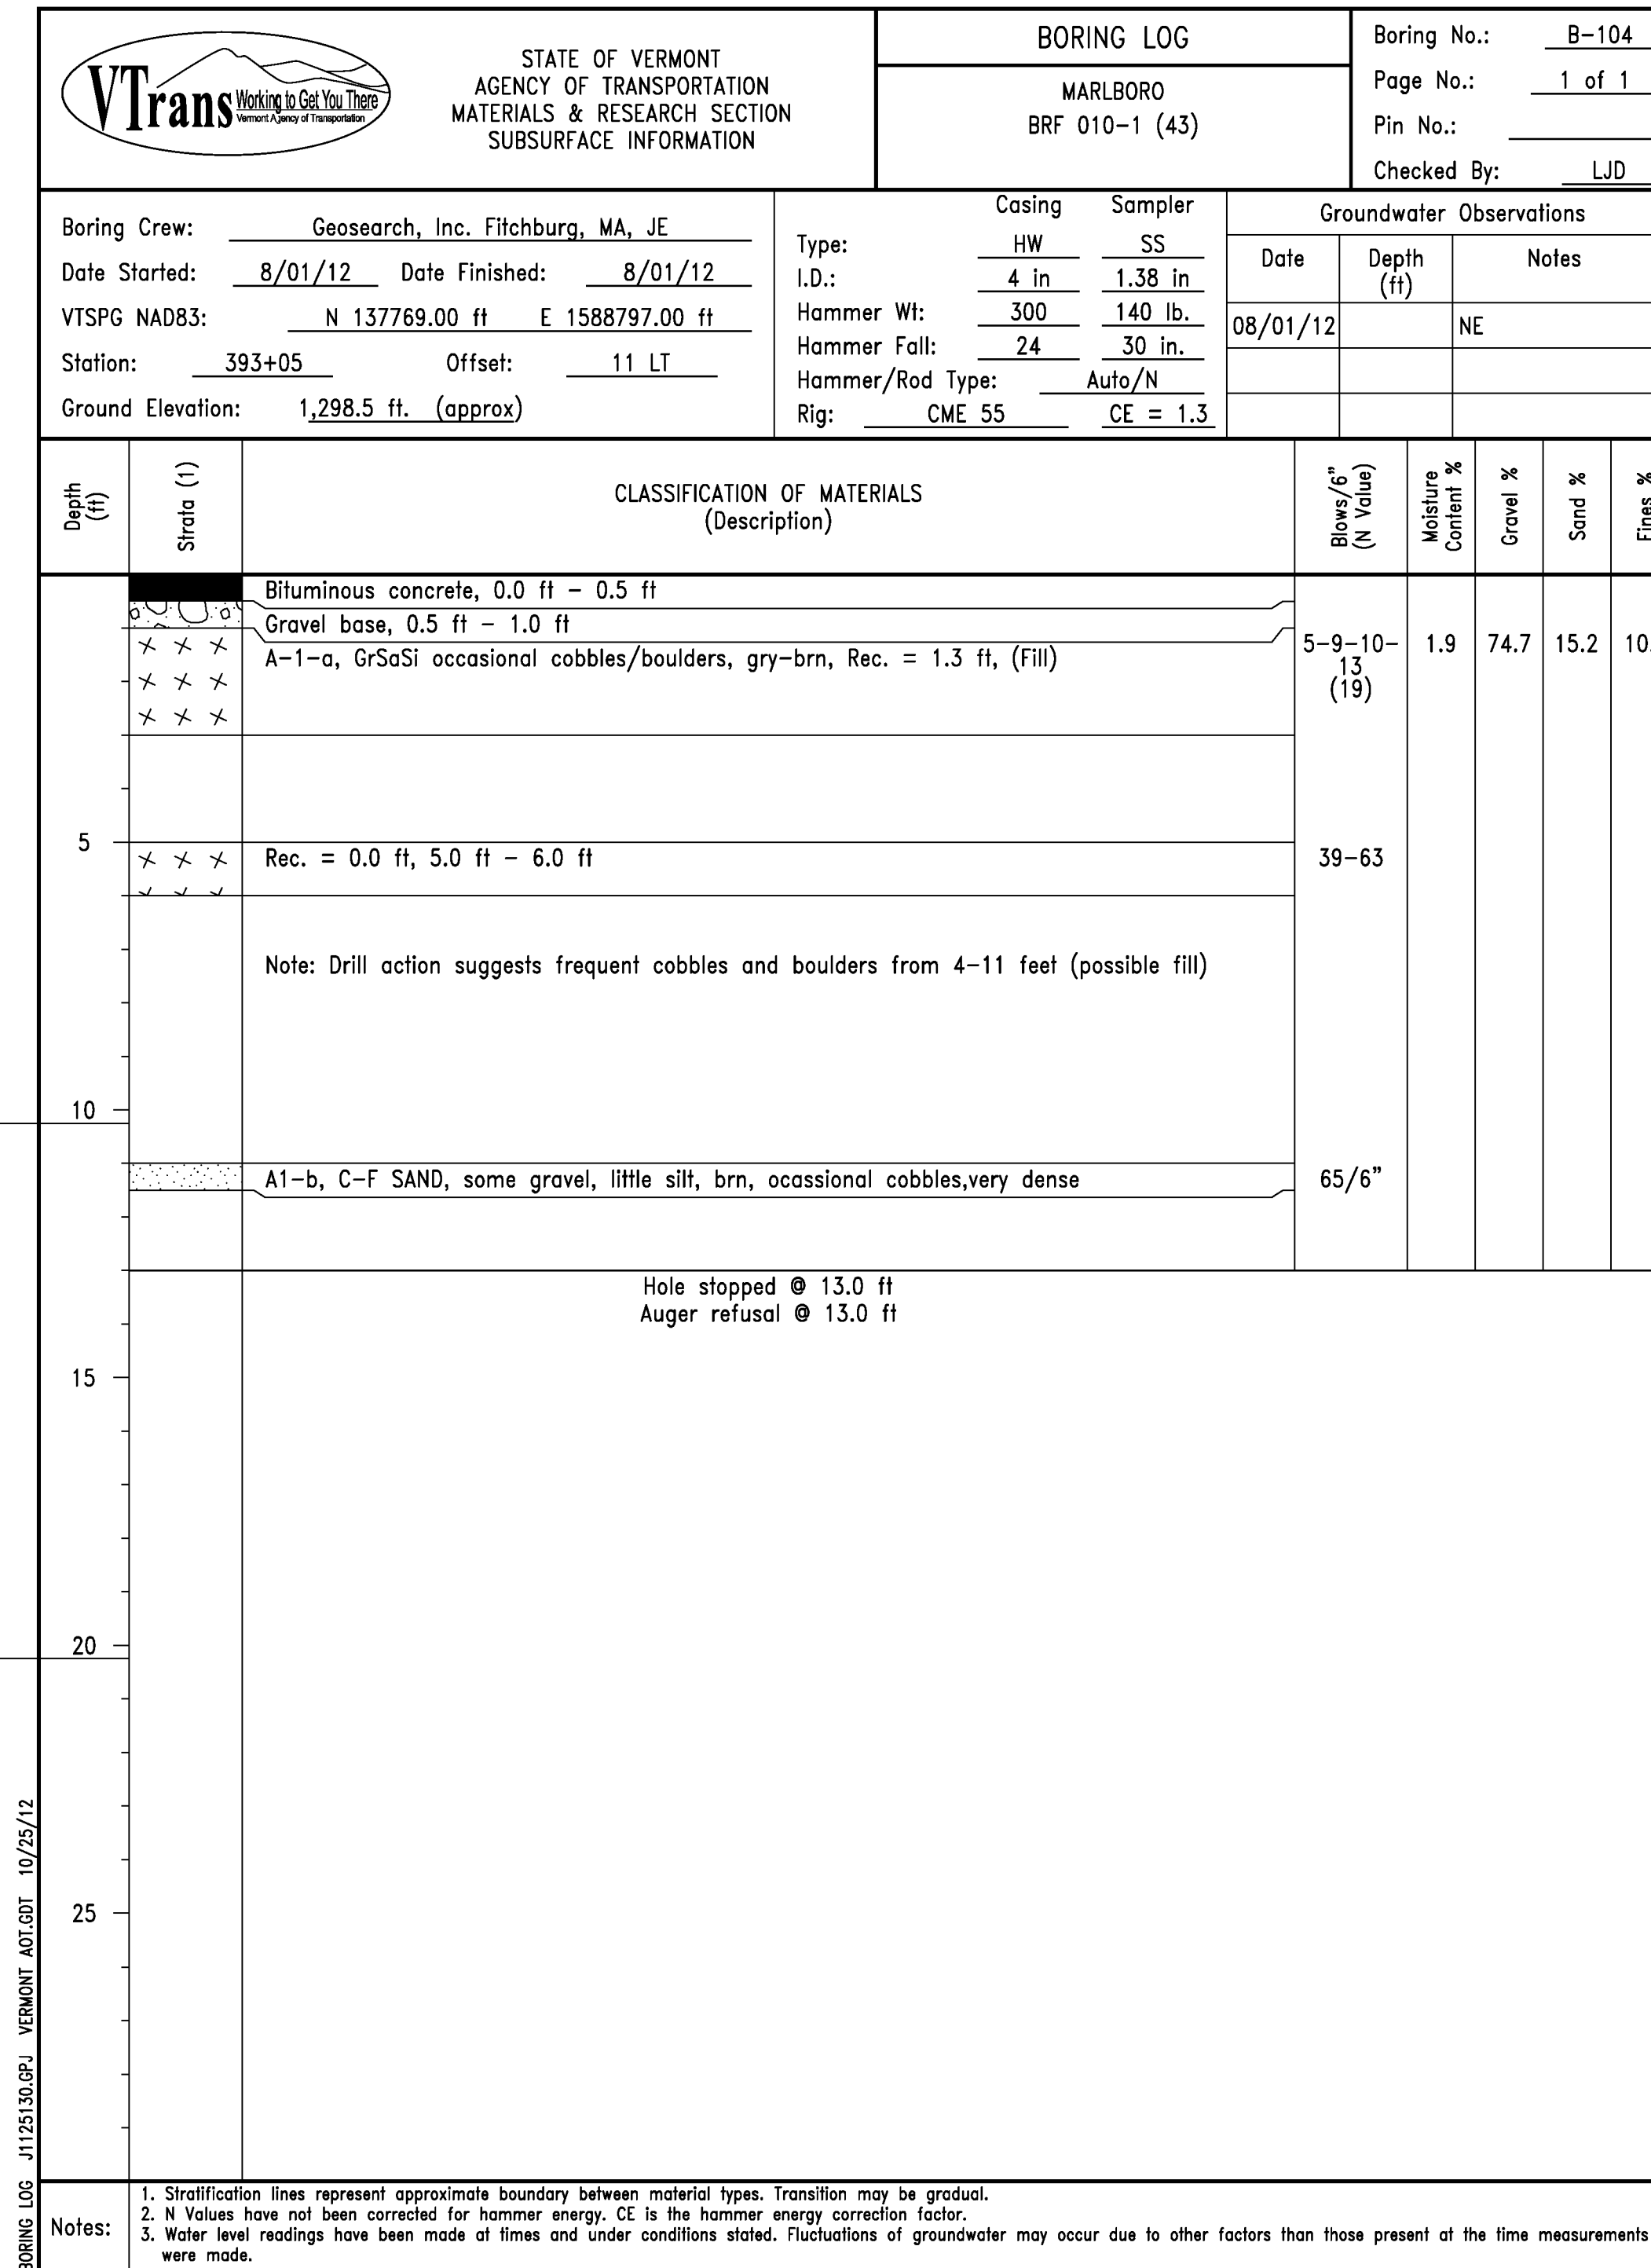 VTrans Working to Get You There
Vermont Agency of Transportation
STATE OF VERMONT
AGENCY OF TRANSPORTATION
MATERIALS & RESEARCH SECTION
SUBSURFACE INFORMATION
BORING LOG
MARLBORO
BRF 010-1 (43)
Boring No.: B-104
Page No.: 1 of 1
Pin No.:
Checked By: LJD
Boring Crew: Geosearch, Inc. Fitchburg, MA, JE
Date Started: 8/01/12 Date Finished: 8/01/12
VTSPG NAD83: N 137769.00 ft E 1588797.00 ft
Station: 393+05 Offset: 11 LT
Ground Elevation: 1,298.5 ft. (approx)
Casing Sampler
Type: HW SS
I.D.: 4 in 1.38 in
Hammer Wt: 300 140 lb.
Hammer Fall: 24 30 in.
Hammer/Rod Type: Auto/N
Rig: CME 55 CE = 1.3
Groundwater Observations
Date Depth (ft) Notes
08/01/12 NE
Depth (ft)
Strata (1)
CLASSIFICATION OF MATERIALS
(Description)
Blows/6"
(N Value)
Moisture
Content %
Gravel %
Sand %
Fines %
Bituminous concrete, 0.0 ft - 0.5 ft
Gravel base, 0.5 ft - 1.0 ft
A-1-a, GrSaSi occasional cobbles/boulders, gry-brn, Rec. = 1.3 ft, (Fill)
5-9-10-
13
(19)
1.9 74.7 15.2 10.
5
Rec. = 0.0 ft, 5.0 ft - 6.0 ft
39-63
Note: Drill action suggests frequent cobbles and boulders from 4-11 feet (possible fill)
10
A1-b, C-F SAND, some gravel, little silt, brn, ocassional cobbles,very dense
65/6"
Hole stopped @ 13.0 ft
Auger refusal @ 13.0 ft
15
20
25
BORING LOG J1125130.GPJ VERMONT AOT.GDT 10/25/12
Notes:
1. Stratification lines represent approximate boundary between material types. Transition may be gradual.
2. N Values have not been corrected for hammer energy. CE is the hammer energy correction factor.
3. Water level readings have been made at times and under conditions stated. Fluctuations of groundwater may occur due to other factors than those present at the time measurements
were made.